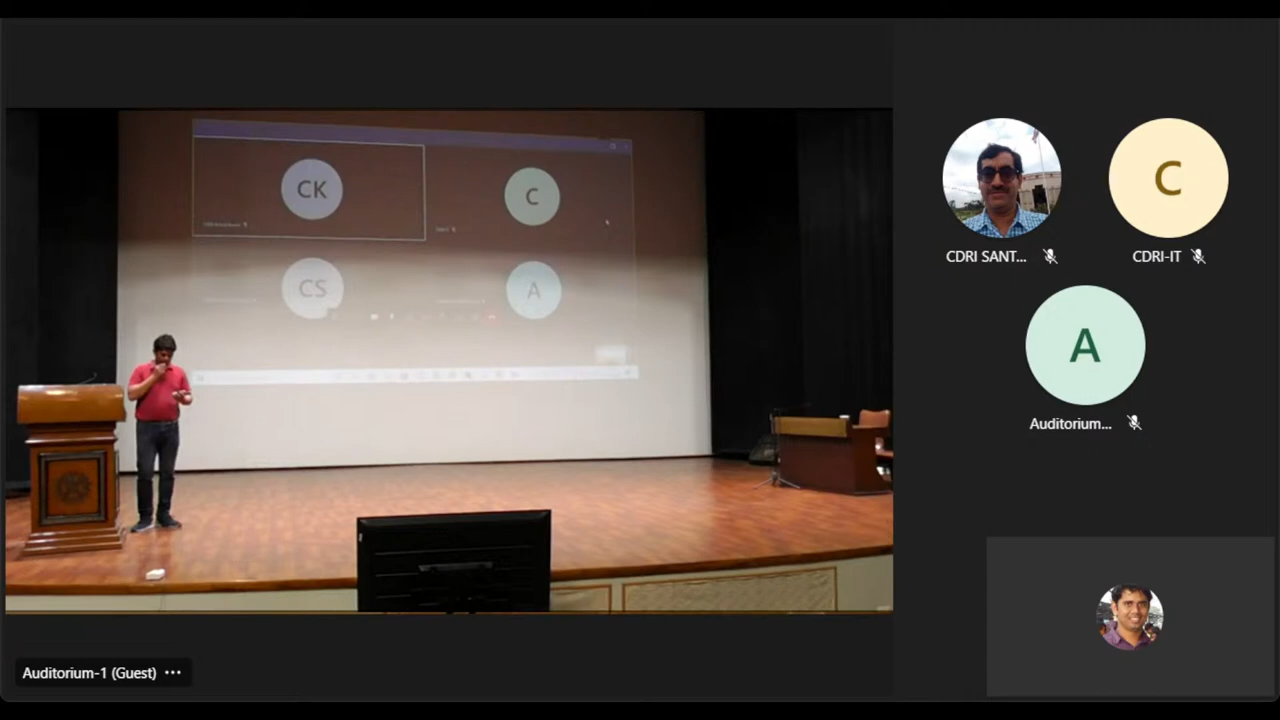 CK
C
CS
A
C
CDRI SANT...
CDRI-IT
A
Auditorium...
Auditorium-1 (Guest)